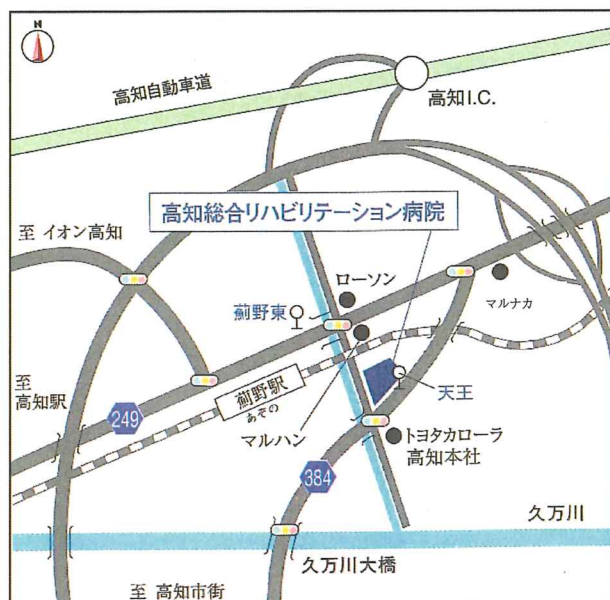 N
高知自動車道
高知I.C.
高知総合リハビリテーション病院
至 イオン高知
ローソン
マルナカ
薊野東
至
高知駅
薊野駅
あぞの
天王
249
マルハン
トヨタカローラ
高知本社
384
久万川
久万川大橋
至 高知市街